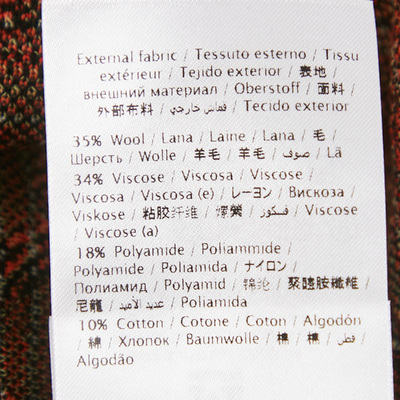 External fabric / Tessuto esterno / Tissu
extérieur / Tejido exterior / 表地 /
внешний материал / Oberstoff / 面料 /
外部布料 / قماش خارجي / Tecido exterior
35% Wool / Lana / Laine / Lana / 毛 /
Шерсть / Wolle / 羊毛 / 羊毛 / صوف / Lã
34% Viscose / Viscosa / Viscose /
Viscosa / Viscosa (e) / レーヨン / Вискоза /
Viskose / 粘胶纤维 / فسكوز / Viscose
/ Viscose (a)
18% Polyamide / Poliammide /
Polyamide / Poliamida / ナイロン /
Полиамид / Polyamid / 锦纶 / 聚醯胺纖維 /
尼龍 / عديد الأميد / Poliamida
10% Cotton / Cotone / Coton / Algodón
/ 綿 / Хлопок / Baumwolle / 棉 / 棉 / قطن /
Algodão